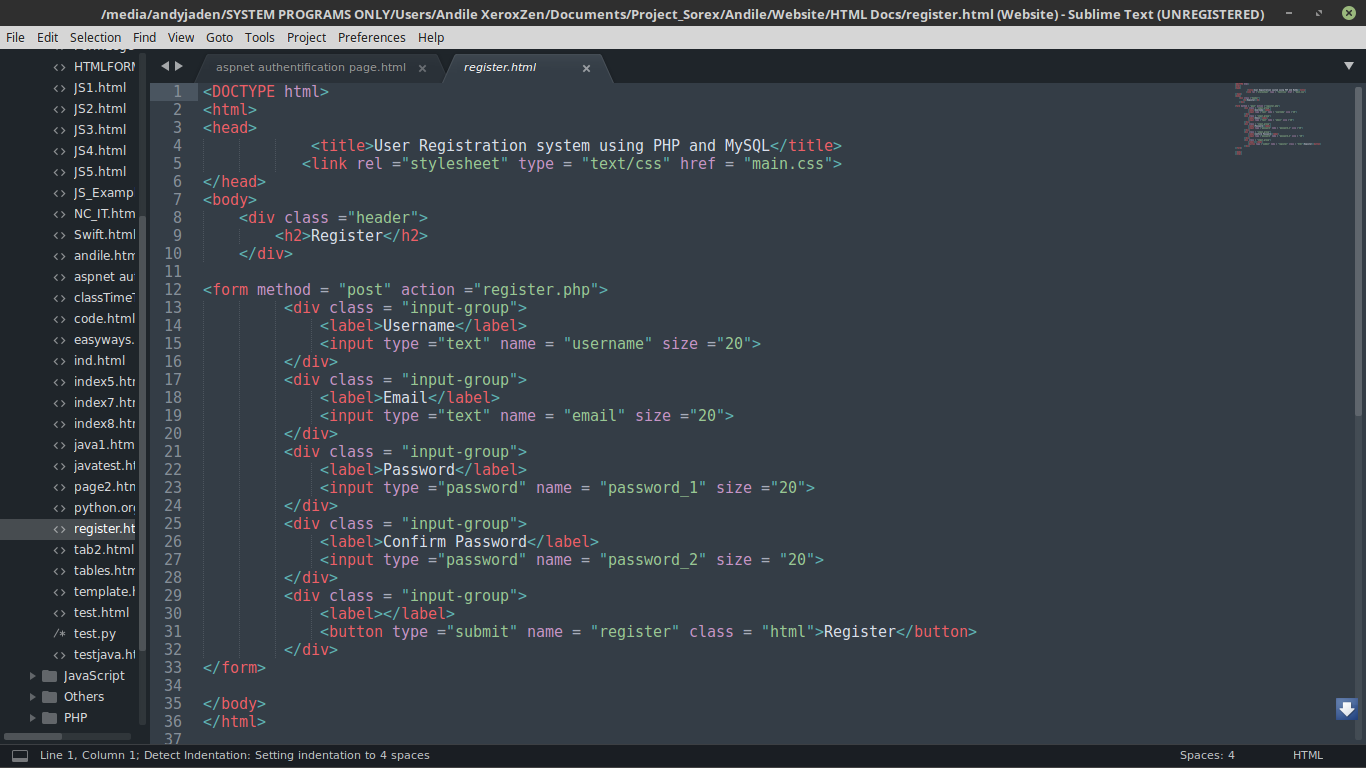 /media/andyjaden/SYSTEM PROGRAMS ONLY/Users/Andile XeroxZen/Documents/Project_Sorex/Andile/Website/HTML Docs/register.html (Website) - Sublime Text (UNREGISTERED)
File Edit Selection Find View Goto Tools Project Preferences Help
HTMLFORM
JS1.html
JS2.html
JS3.html
JS4.html
JS5.html
JS_Examp
NC_IT.htm
Swift.html
andile.htm
aspnet au
classTimeT
code.html
easyways.
ind.html
index5.htm
index7.htm
index8.htm
java1.htm
javatest.ht
page2.htm
python.org
register.ht
tab2.html
tables.htm
template.h
test.html
/* test.py
testjava.ht
JavaScript
Others
PHP
aspnet authentification page.html
register.html
1 <DOCTYPE html>
2 <html>
3 <head>
4 <title>User Registration system using PHP and MySQL</title>
5 <link rel ="stylesheet" type = "text/css" href = "main.css">
6 </head>
7 <body>
8 <div class ="header">
9 <h2>Register</h2>
10 </div>
11
12 <form method = "post" action ="register.php">
13 <div class = "input-group">
14 <label>Username</label>
15 <input type ="text" name = "username" size ="20">
16 </div>
17 <div class = "input-group">
18 <label>Email</label>
19 <input type ="text" name = "email" size ="20">
20 </div>
21 <div class = "input-group">
22 <label>Password</label>
23 <input type ="password" name = "password_1" size ="20">
24 </div>
25 <div class = "input-group">
26 <label>Confirm Password</label>
27 <input type ="password" name = "password_2" size = "20">
28 </div>
29 <div class = "input-group">
30 <label></label>
31 <button type ="submit" name = "register" class = "html">Register</button>
32 </div>
33 </form>
34
35 </body>
36 </html>
37
Line 1, Column 1; Detect Indentation: Setting indentation to 4 spaces
Spaces: 4
HTML